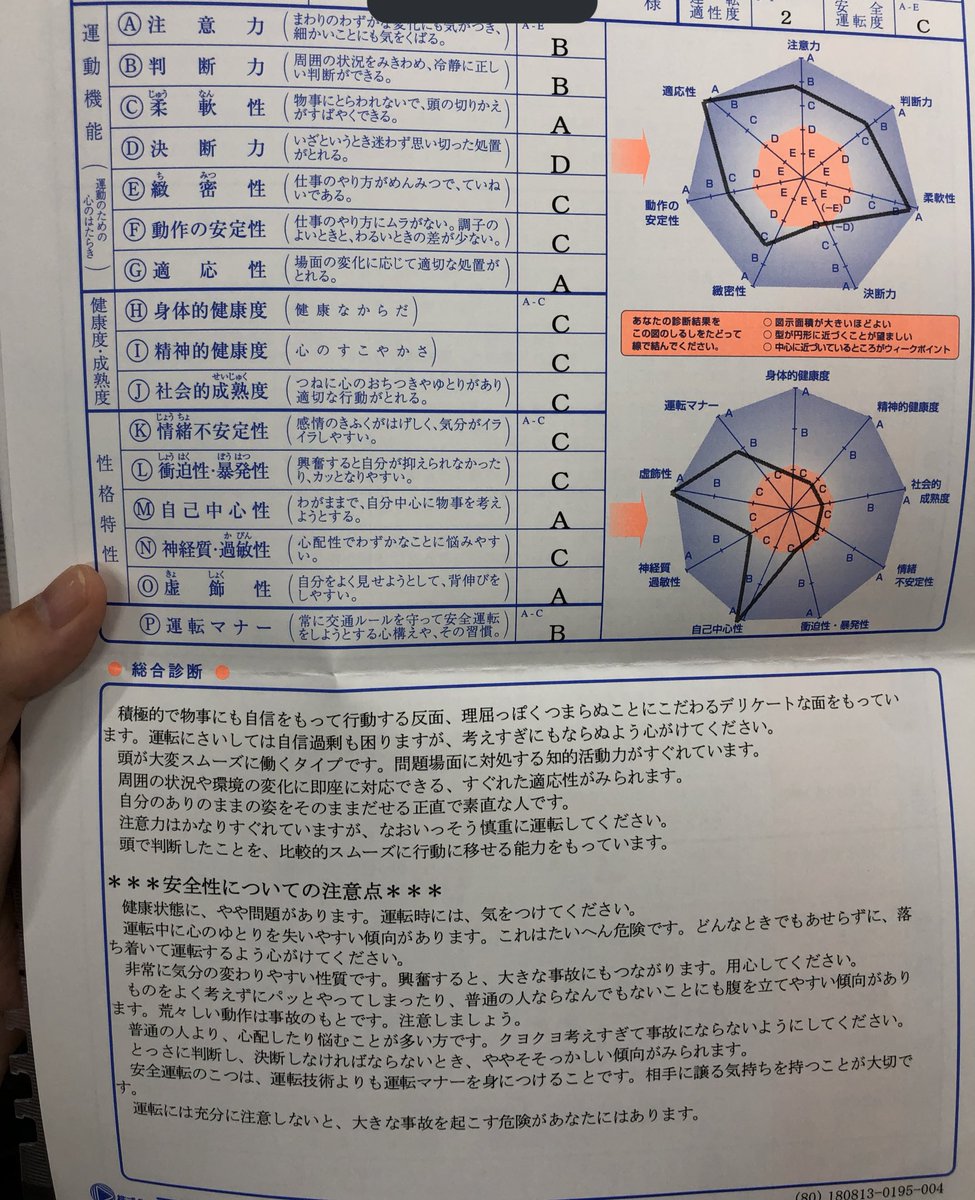 様
適性度
2
安全
運転度
A-E
C
運動機能
(運動のための心のはたらき)
Ⓐ 注意力 (まわりのわずかな変化にも気がつき、
細かいことにも気をくばる。) A-E B
Ⓑ 判断力 (周囲の状況をみきわめ、冷静に正し
い判断ができる。) B
じゅう なん
Ⓒ 柔軟性 (物事にとらわれないで、頭の切りかえ
がすばやくできる。) A
Ⓓ 決断力 (いざというとき迷わず思い切った処置
がとれる。) D
ち みつ
Ⓔ 緻密性 (仕事のやり方がめんみつで、ていね
いである。) C
Ⓕ 動作の安定性 (仕事のやり方にムラがない。調子の
よいときと、わるいときの差が少ない。) C
Ⓖ 適応性 (場面の変化に応じて適切な処置が
とれる。) A
健康度・成熟度
Ⓗ 身体的健康度 (健康なからだ) A-C C
Ⓘ 精神的健康度 (心のすこやかさ) C
せいじゅく
Ⓙ 社会的成熟度 (つねに心のおちつきやゆとりがあり
適切な行動がとれる。) C
性格特性
じょうちょ
Ⓚ 情緒不安定性 (感情のきふくがはげしく、気分がイラ
イラしやすい。) A-C C
しょうはく ぼうはつ
Ⓛ 衝迫性・暴発性 (興奮すると自分が抑えられなかった
り、カッとなりやすい。) C
Ⓜ 自己中心性 (わがままで、自分中心に物事を考え
ようとする。) A
かびん
Ⓝ 神経質・過敏性 (心配性でわずかなことに悩みやす
い。) C
きょ しょく
Ⓞ 虚飾性 (自分をよく見せようとして、背伸びを
しやすい。) A
Ⓟ 運転マナー (常に交通ルールを守って安全運転
をしようとする心構えや、その習慣。) A-C B
注意力
判断力
柔軟性
決断力
緻密性
動作の
安定性
適応性
A B C D E
(-E)
(-D)
あなたの診断結果を
この図のしるしをたどって
線で結んでください。
○ 図示面積が大きいほどよい
○ 型が円形に近づくことが望ましい
○ 中心に近づいているところがウィークポイント
身体的健康度
精神的健康度
社会的
成熟度
情緒
不安定性
衝迫性・暴発性
自己中心性
神経質
過敏性
虚飾性
運転マナー
A B C
● 総合診断 ●
積極的で物事にも自信をもって行動する反面、理屈っぽくつまらぬことにこだわるデリケートな面をもってい
ます。運転にさいしては自信過剰も困りますが、考えすぎにもならぬよう心がけてください。
頭が大変スムーズに働くタイプです。問題場面に対処する知的活動力がすぐれています。
周囲の状況や環境の変化に即座に対応できる、すぐれた適応性がみられます。
自分のありのままの姿をそのままだせる正直で素直な人です。
注意力はかなりすぐれていますが、なおいっそう慎重に運転してください。
頭で判断したことを、比較的スムーズに行動に移せる能力をもっています。
＊＊＊安全性についての注意点＊＊＊
健康状態に、やや問題があります。運転時には、気をつけてください。
運転中に心のゆとりを失いやすい傾向があります。これはたいへん危険です。どんなときでもあせらずに、落
ち着いて運転するよう心がけてください。
非常に気分の変わりやすい性質です。興奮すると、大きな事故にもつながります。用心してください。
ものをよく考えずにパッとやってしまったり、普通の人ならなんでもないことにも腹を立てやすい傾向があり
ます。荒々しい動作は事故のもとです。注意しましょう。
普通の人より、心配したり悩むことが多い方です。クヨクヨ考えすぎて事故にならないようにしてください。
とっさに判断し、決断しなければならないとき、ややそそっかしい傾向がみられます。
安全運転のこつは、運転技術よりも運転マナーを身につけることです。相手に譲る気持ちを持つことが大切で
す。
運転には充分に注意しないと、大きな事故を起こす危険があなたにはあります。
(80) 180813-0195-004